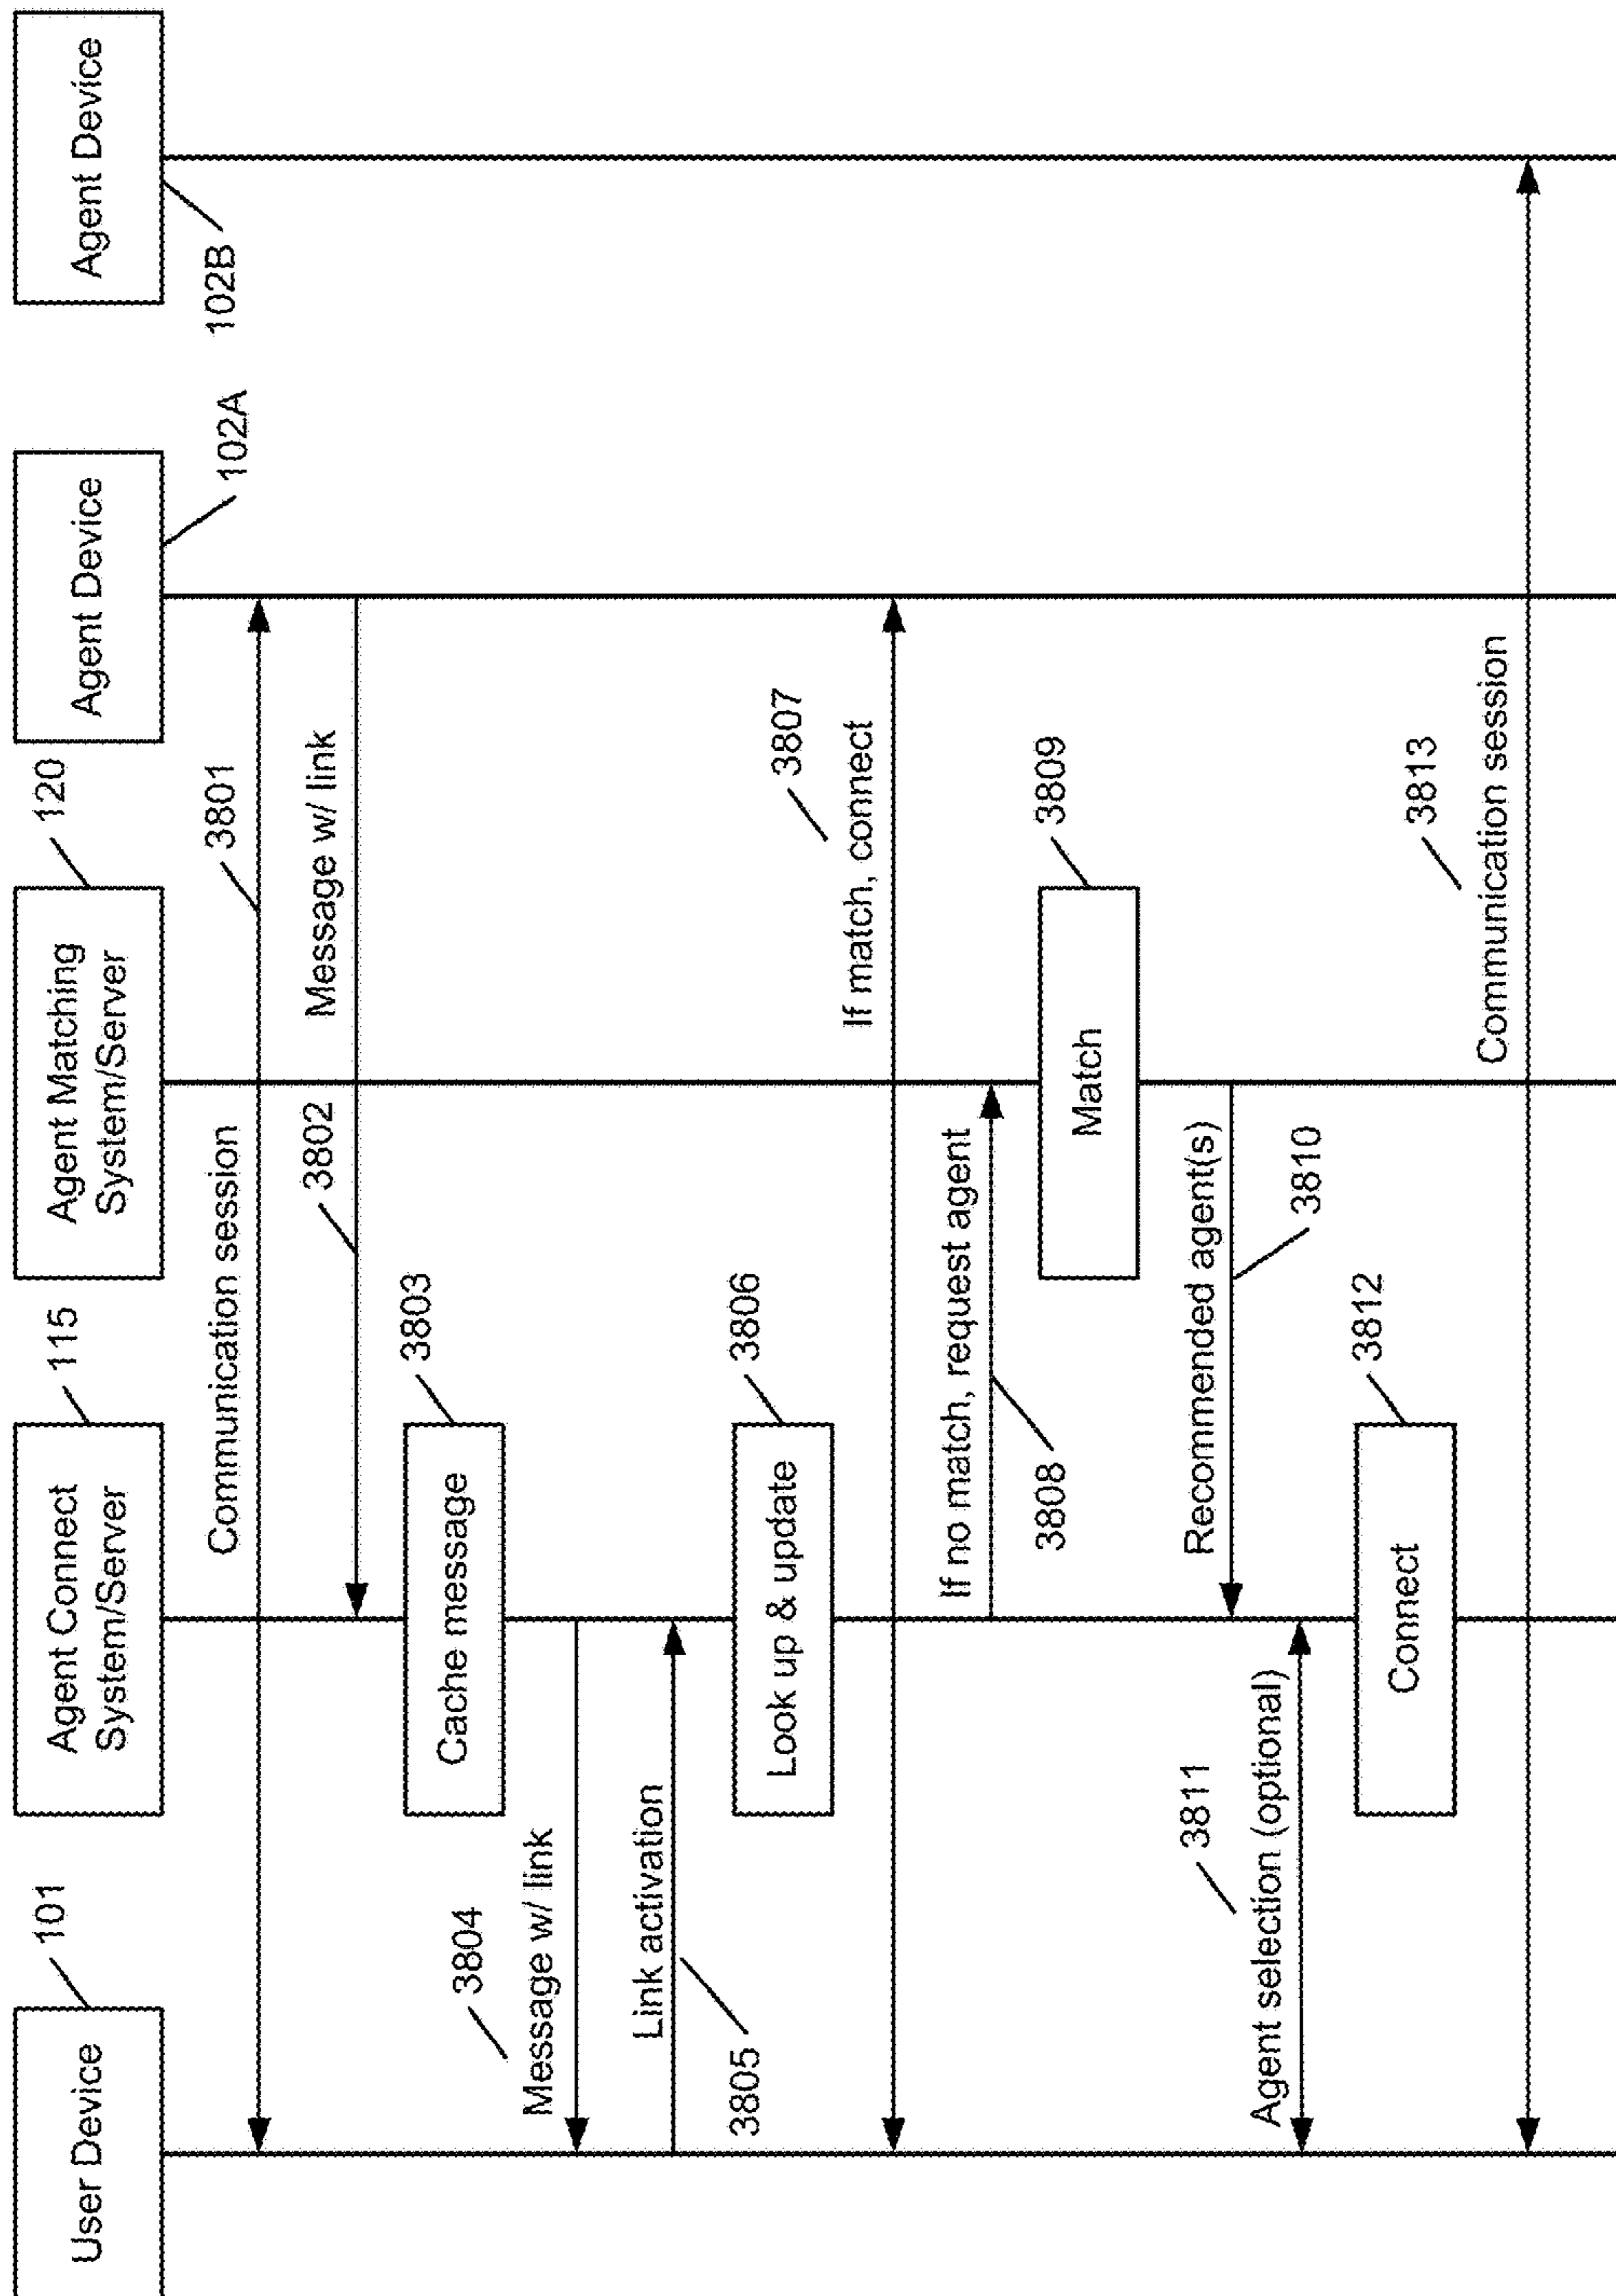 User Device
101
Agent Connect
System/Server
115
Agent Matching
System/Server
120
Agent Device
102A
Agent Device
102B
Communication session
3801
3802
Message w/ link
Cache message
3803
3804
Message w/ link
Link activation
3805
Look up & update
3806
3807
If match, connect
If no match, request agent
3808
Match
3809
Recommended agent(s)
3810
3811
Agent selection (optional)
Connect
3812
3813
Communication session